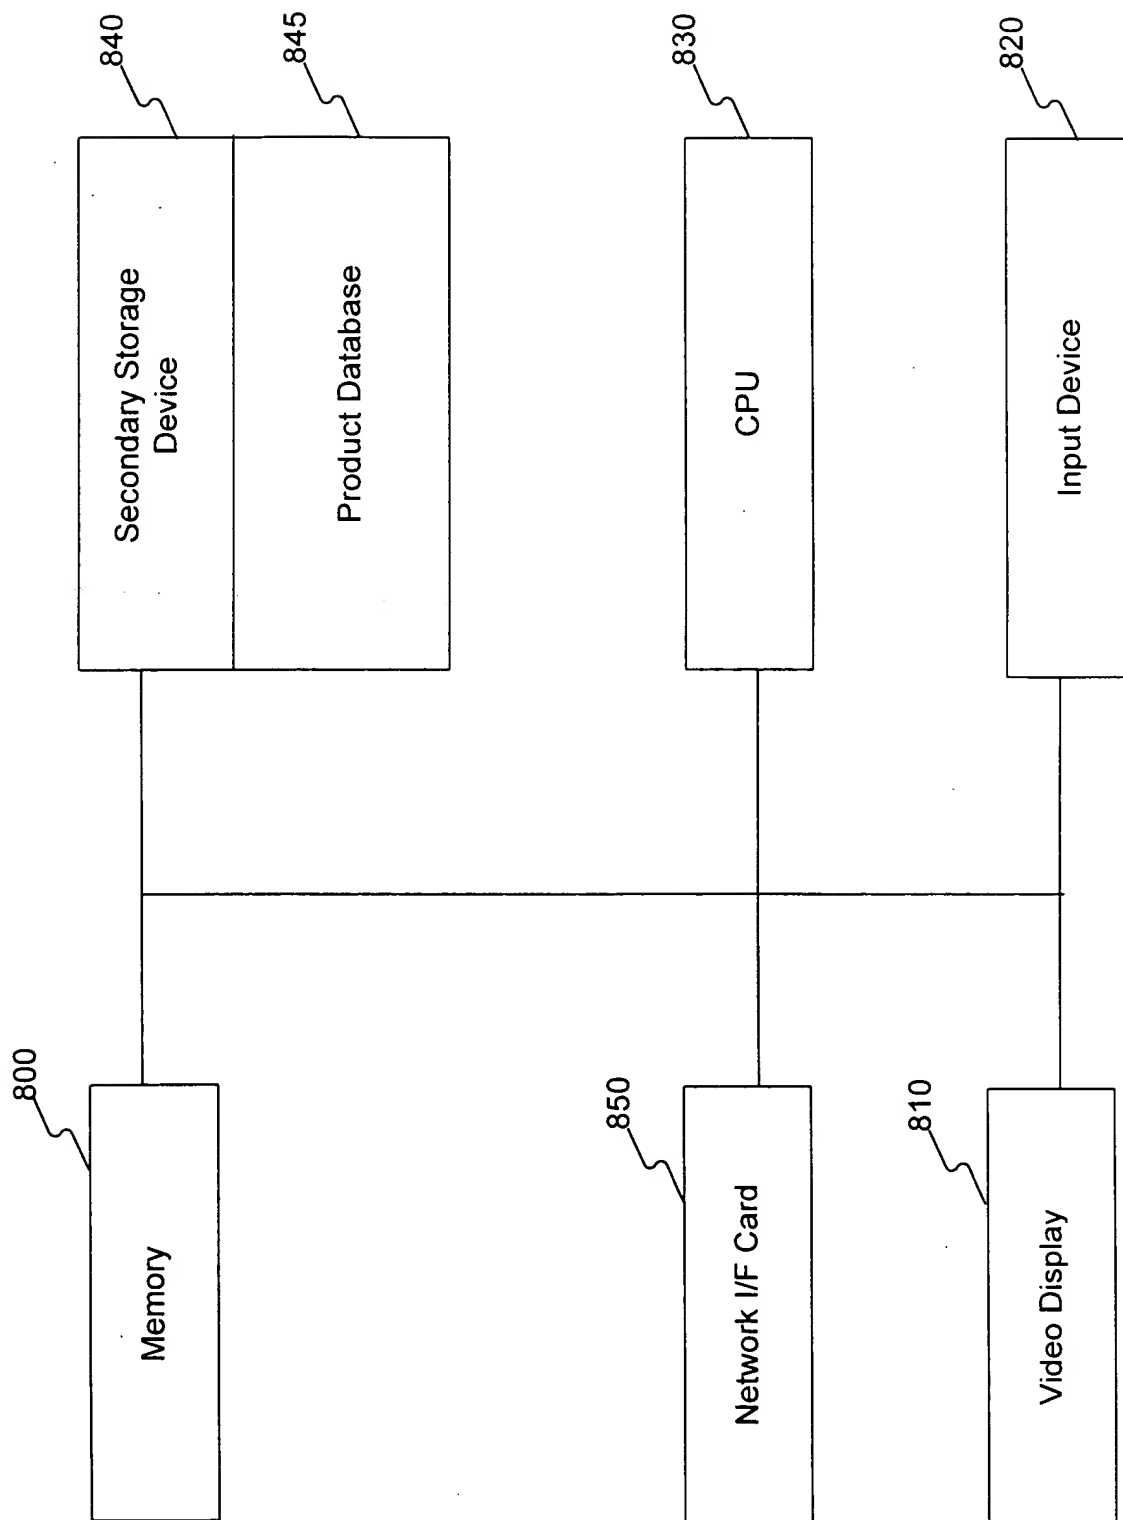 800
Memory
840
Secondary Storage
Device
845
Product Database
850
Network I/F Card
830
CPU
810
Video Display
820
Input Device